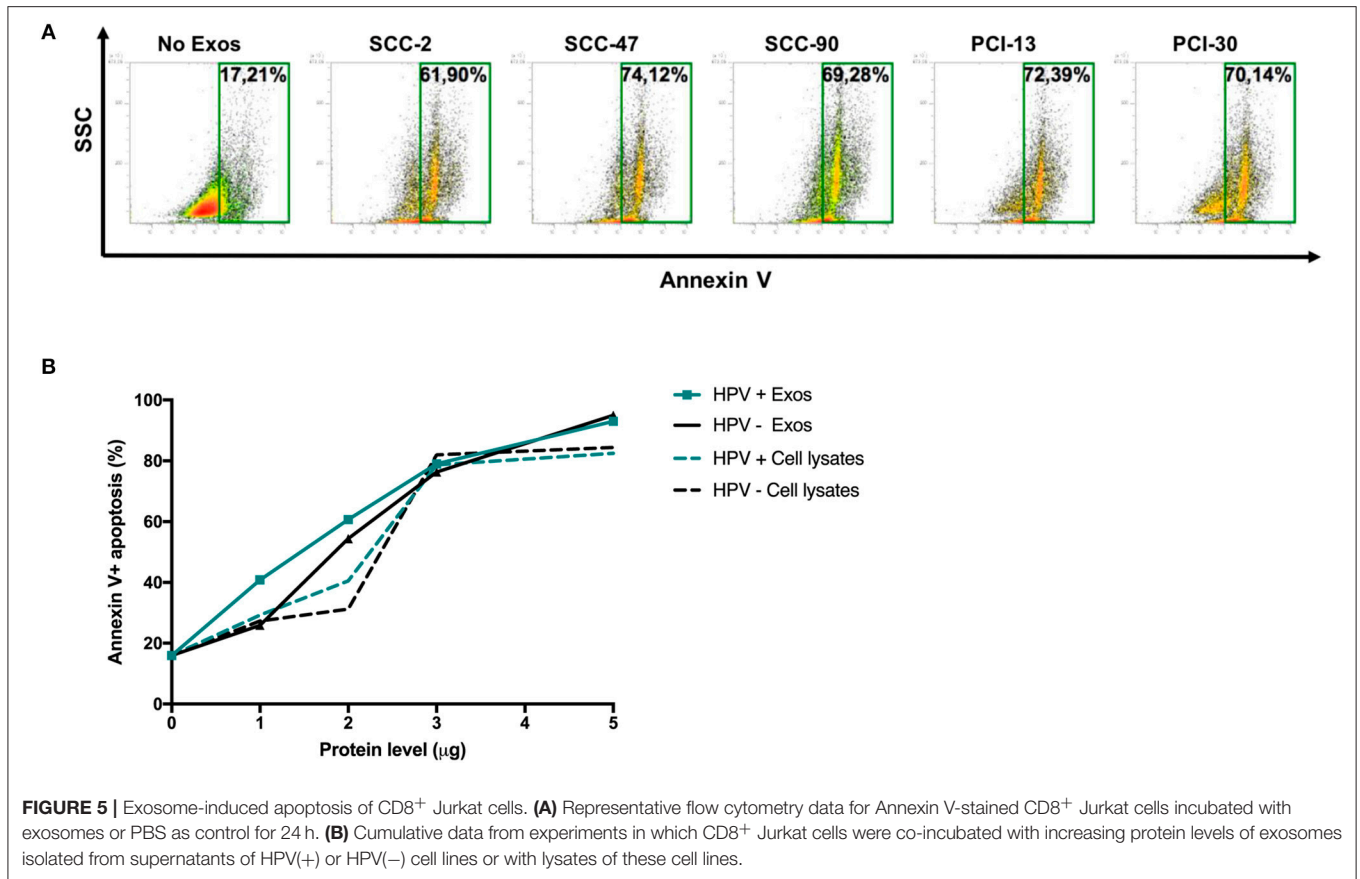 A
No Exos SCC-2 SCC-47 SCC-90 PCI-13 PCI-30
17,21% 61,90% 74,12% 69,28% 72,39% 70,14%
SSC
Annexin V
B
100
80
60
40
20
0
Annexin V+ apoptosis (%)
0 1 2 3 4 5
Protein level (µg)
HPV + Exos
HPV - Exos
HPV + Cell lysates
HPV - Cell lysates
FIGURE 5 | Exosome-induced apoptosis of CD8+ Jurkat cells. (A) Representative flow cytometry data for Annexin V-stained CD8+ Jurkat cells incubated with
exosomes or PBS as control for 24 h. (B) Cumulative data from experiments in which CD8+ Jurkat cells were co-incubated with increasing protein levels of exosomes
isolated from supernatants of HPV(+) or HPV(−) cell lines or with lysates of these cell lines.